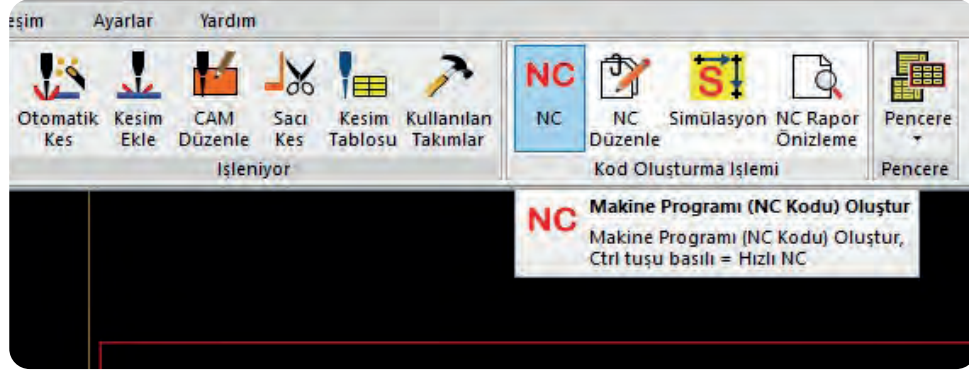 eşim Ayarlar Yardım
Otomatik Kes
Kesim Ekle
CAM Düzenle
Sacı Kes
Kesim Tablosu
Kullanılan Takımlar
İşleniyor
NC
NC
NC Düzenle
S
Simülasyon
NC Rapor Önizleme
Kod Oluşturma İşlemi
Pencere
Pencere
NC
Makine Programı (NC Kodu) Oluştur
Makine Programı (NC Kodu) Oluştur,
Ctrl tuşu basılı = Hızlı NC